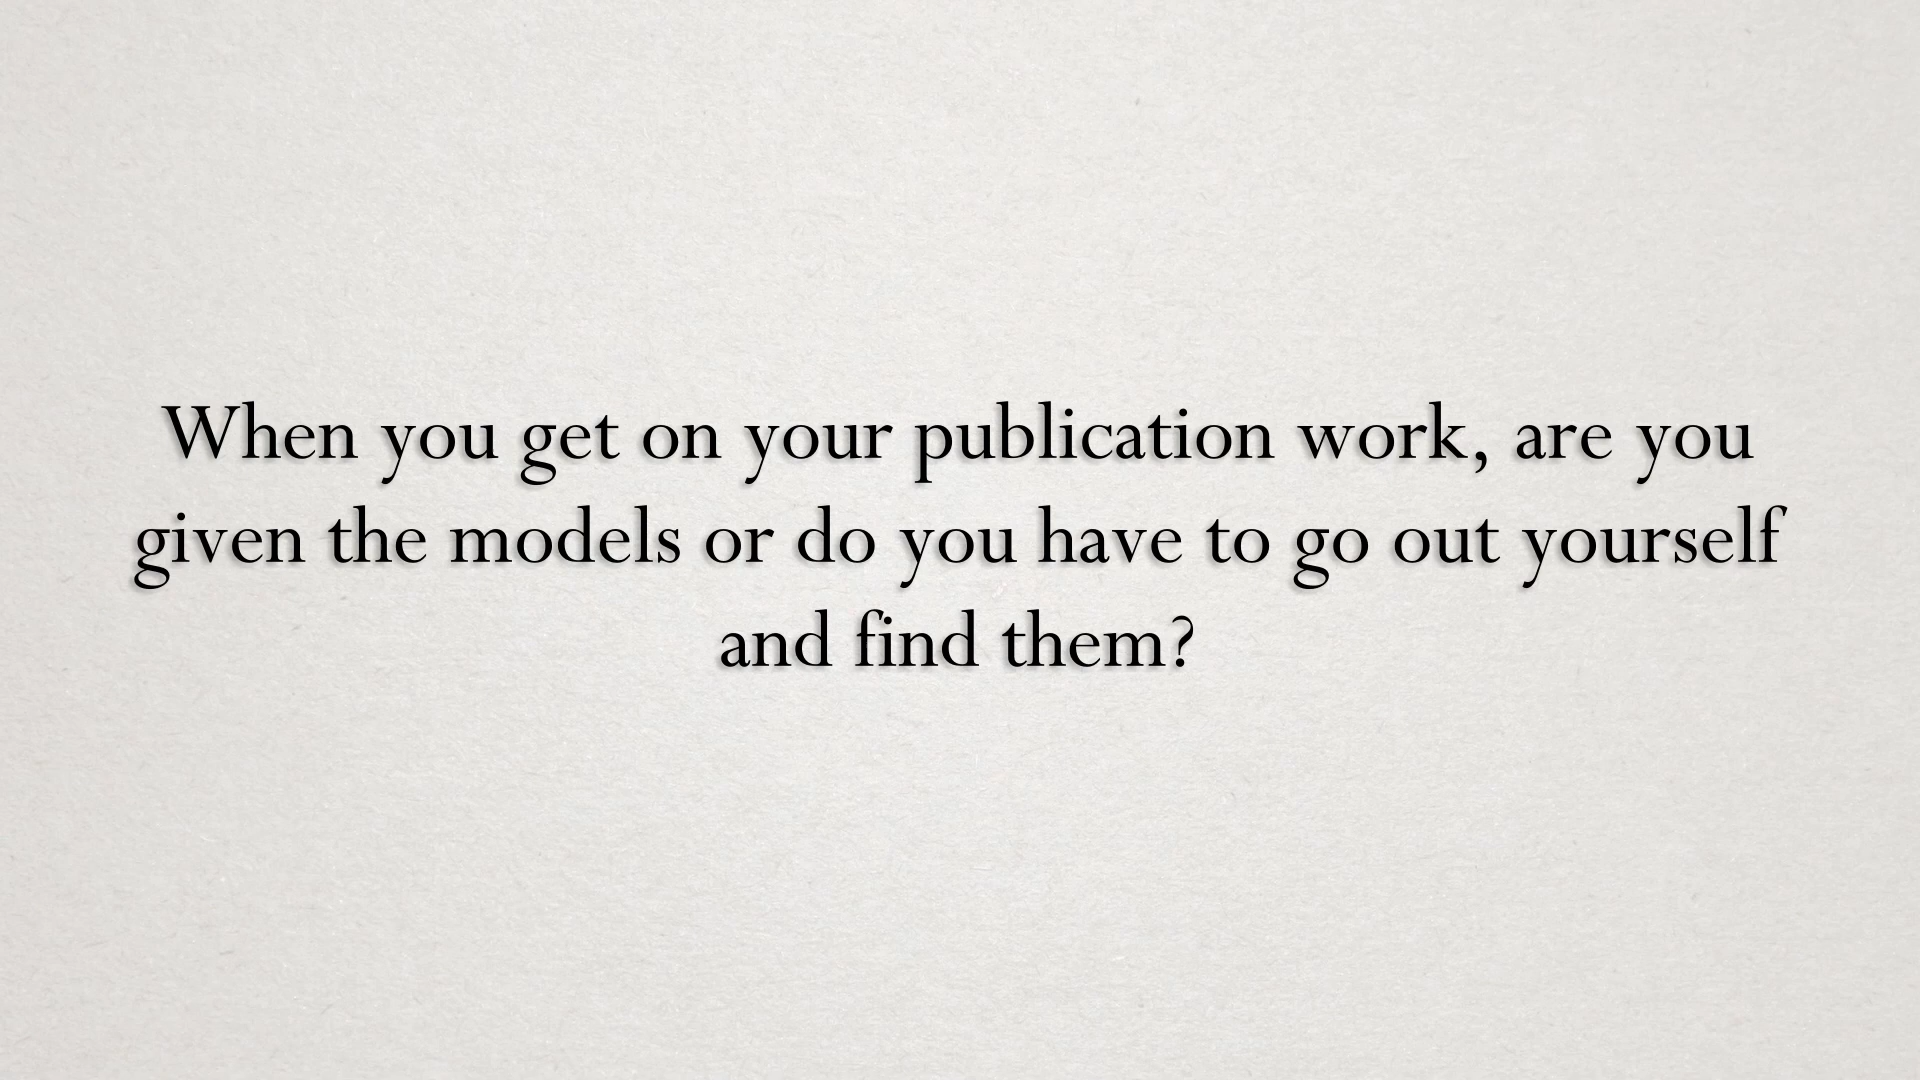 When you get on your publication work, are you
given the models or do you have to go out yourself
and find them?